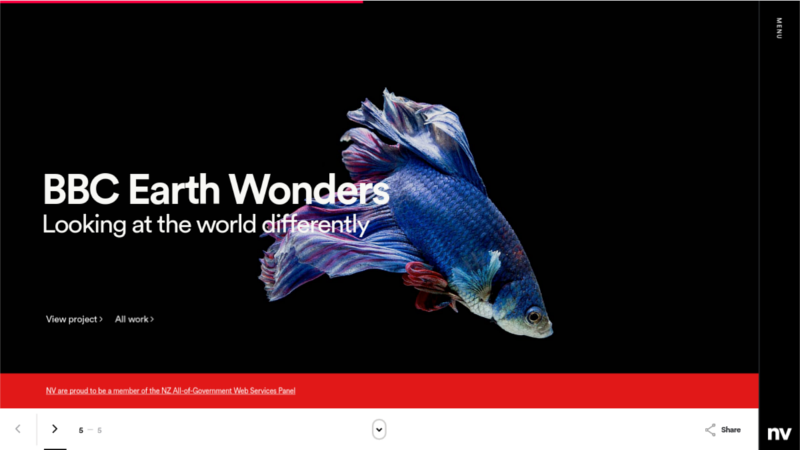 MENU
BBC Earth Wonders
Looking at the world differently
View project
All work
NV are proud to be a member of the NZ All-of-Government Web Services Panel
5 — 5
Share
nv